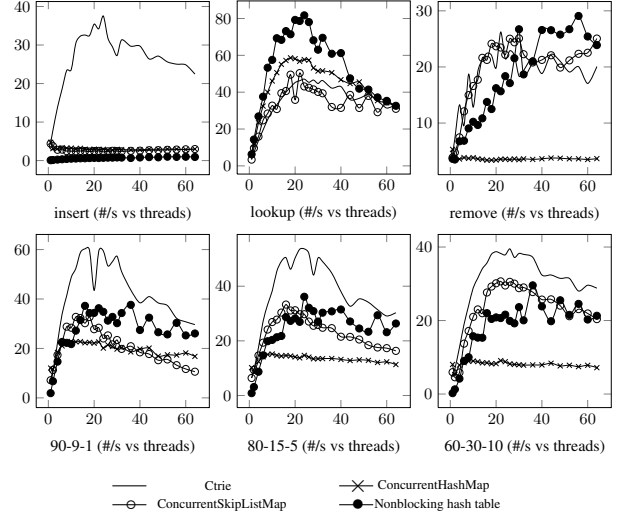 40
30
20
10
0
0 20 40 60
insert (#/s vs threads)
80
60
40
20
0
0 20 40 60
lookup (#/s vs threads)
30
20
10
0 20 40 60
remove (#/s vs threads)
60
40
20
0
0 20 40 60
90-9-1 (#/s vs threads)
40
20
0
0 20 40 60
80-15-5 (#/s vs threads)
40
20
0
0 20 40 60
60-30-10 (#/s vs threads)
Ctrie
ConcurrentHashMap
ConcurrentSkipListMap
Nonblocking hash table